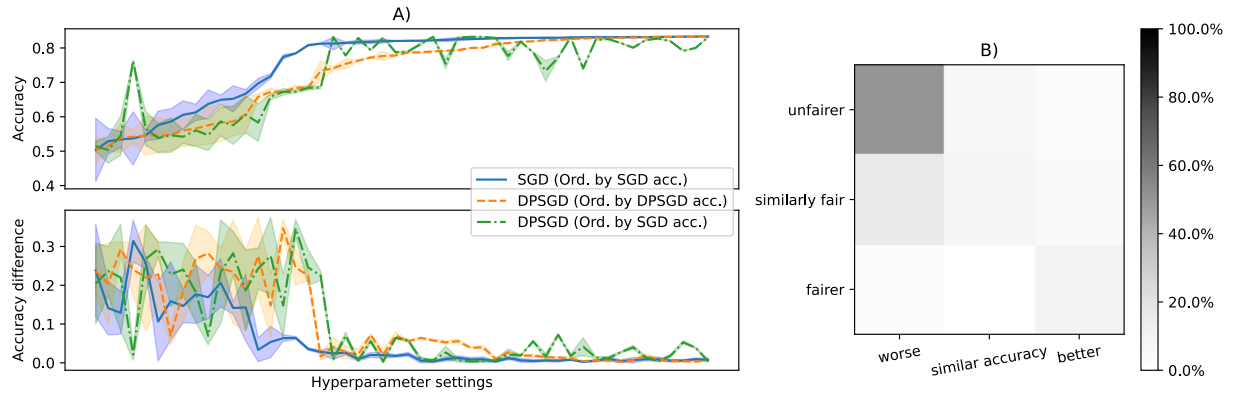 A)
Accuracy
0.8
0.7
0.6
0.5
0.4
SGD (Ord. by SGD acc.)
DPSGD (Ord. by DPSGD acc.)
DPSGD (Ord. by SGD acc.)
Accuracy difference
0.3
0.2
0.1
0.0
Hyperparameter settings
B)
unfairer
similarly fair
fairer
worse
similar accuracy
better
100.0%
80.0%
60.0%
40.0%
20.0%
0.0%